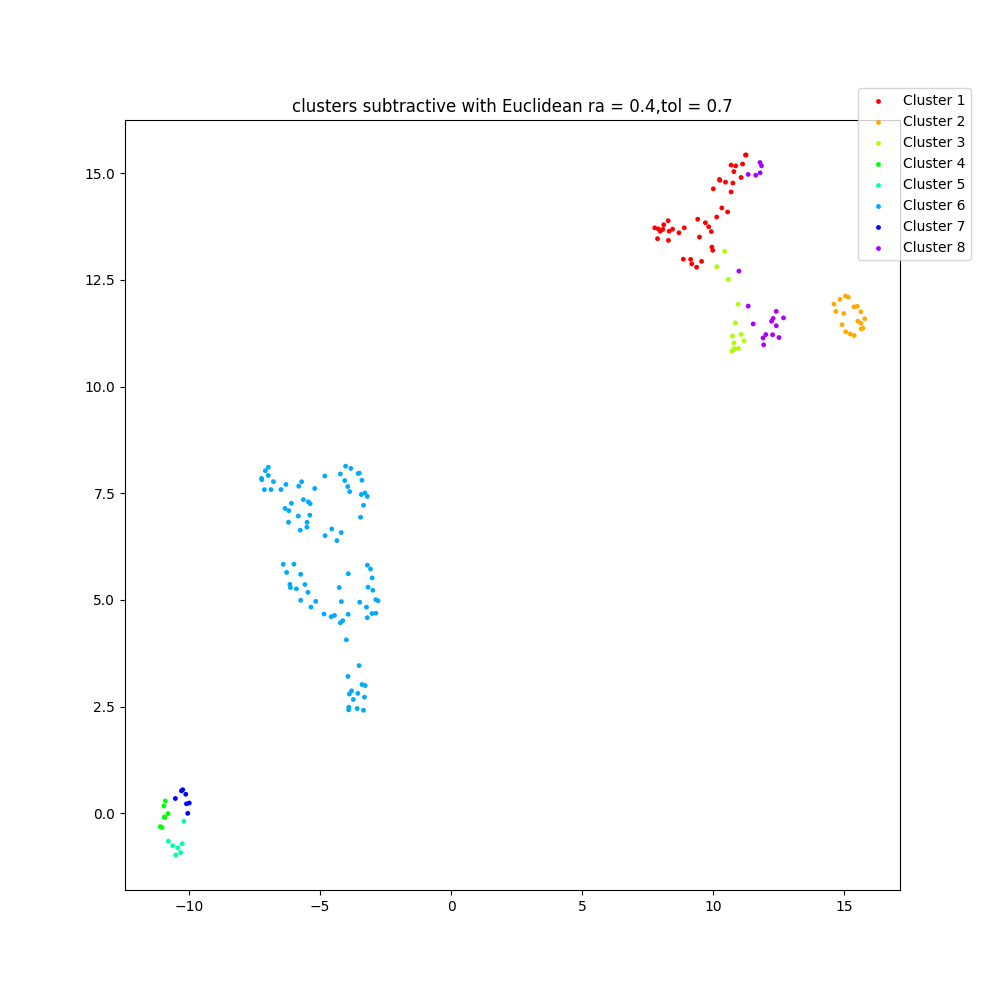 clusters subtractive with Euclidean ra = 0.4,tol = 0.7
Cluster 1
Cluster 2
Cluster 3
Cluster 4
Cluster 5
Cluster 6
Cluster 7
Cluster 8
15.0
12.5
10.0
7.5
5.0
2.5
0.0
−10
−5
0
5
10
15